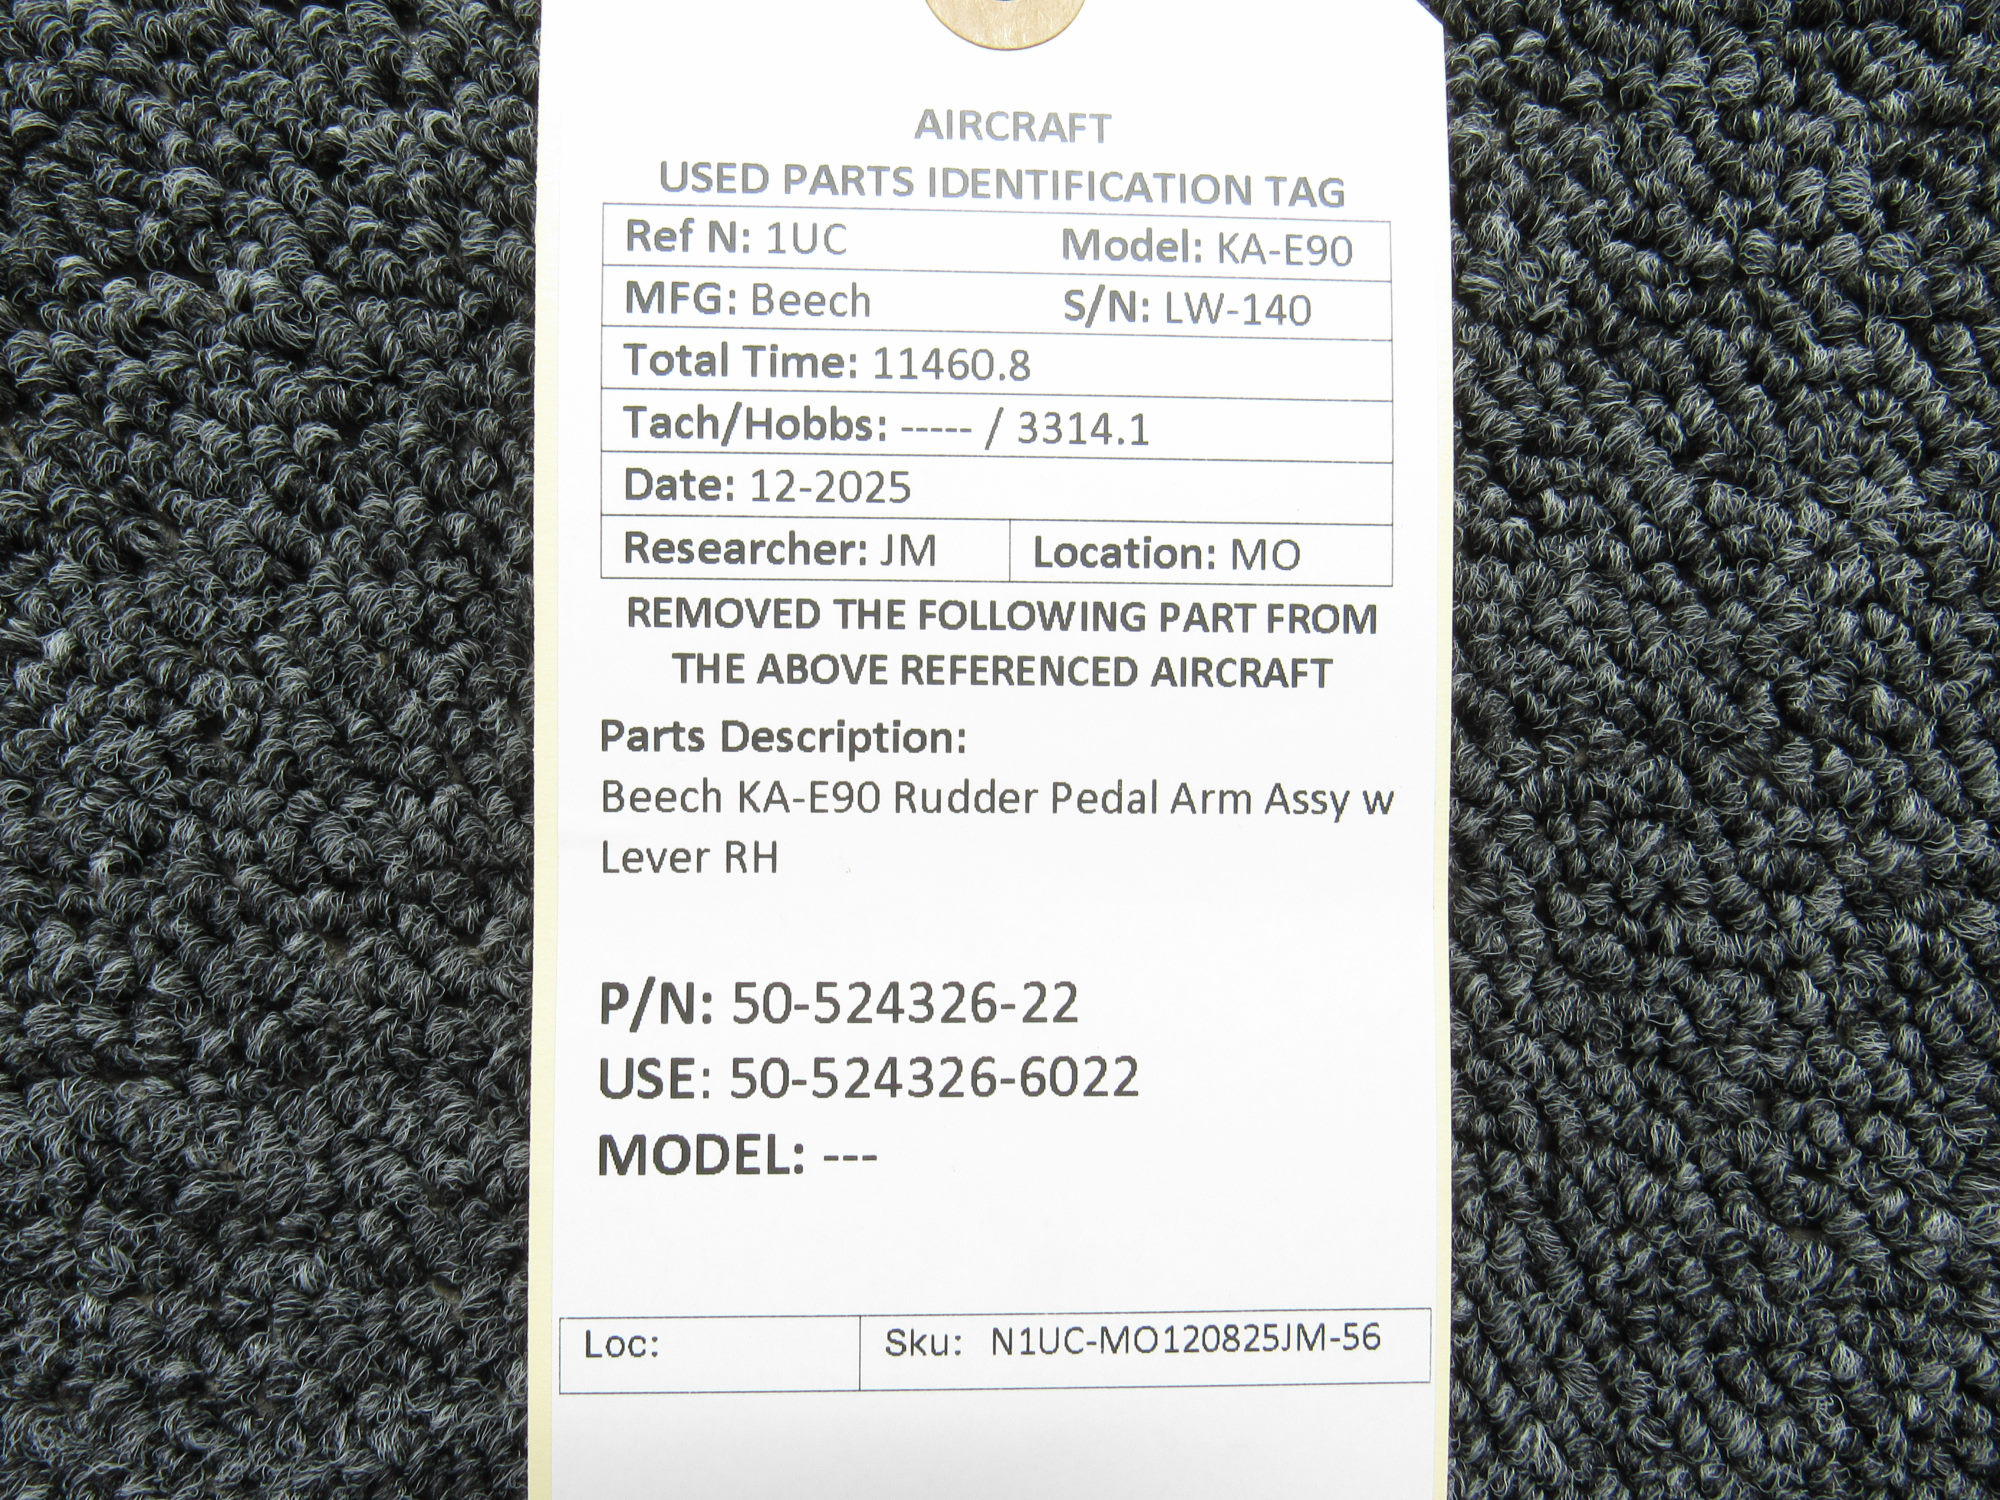 AIRCRAFT
USED PARTS IDENTIFICATION TAG
Ref N: 1UC Model: KA-E90
MFG: Beech S/N: LW-140
Total Time: 11460.8
Tach/Hobbs: ----- / 3314.1
Date: 12-2025
Researcher: JM Location: MO
REMOVED THE FOLLOWING PART FROM
THE ABOVE REFERENCED AIRCRAFT
Parts Description:
Beech KA-E90 Rudder Pedal Arm Assy w
Lever RH
P/N: 50-524326-22
USE: 50-524326-6022
MODEL: ---
Loc: Sku: N1UC-MO120825JM-56